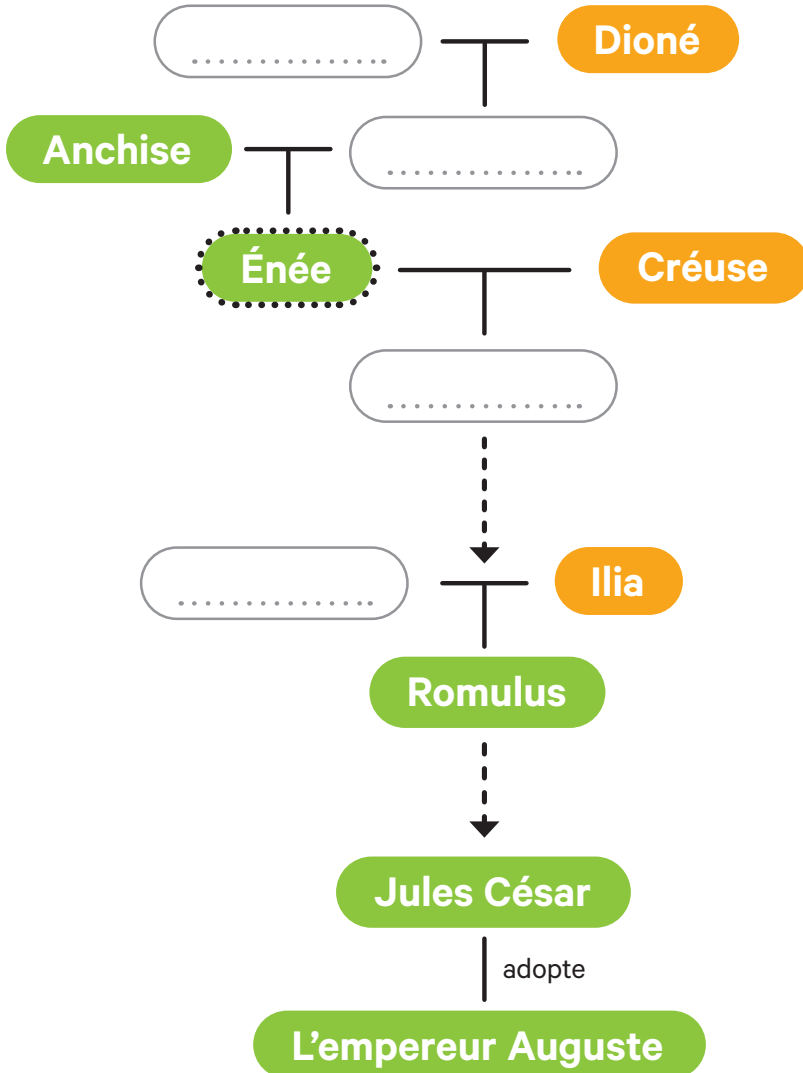 Dioné
Anchise
Énée
Créuse
Ilia
Romulus
Jules César
adopte
L’empereur Auguste